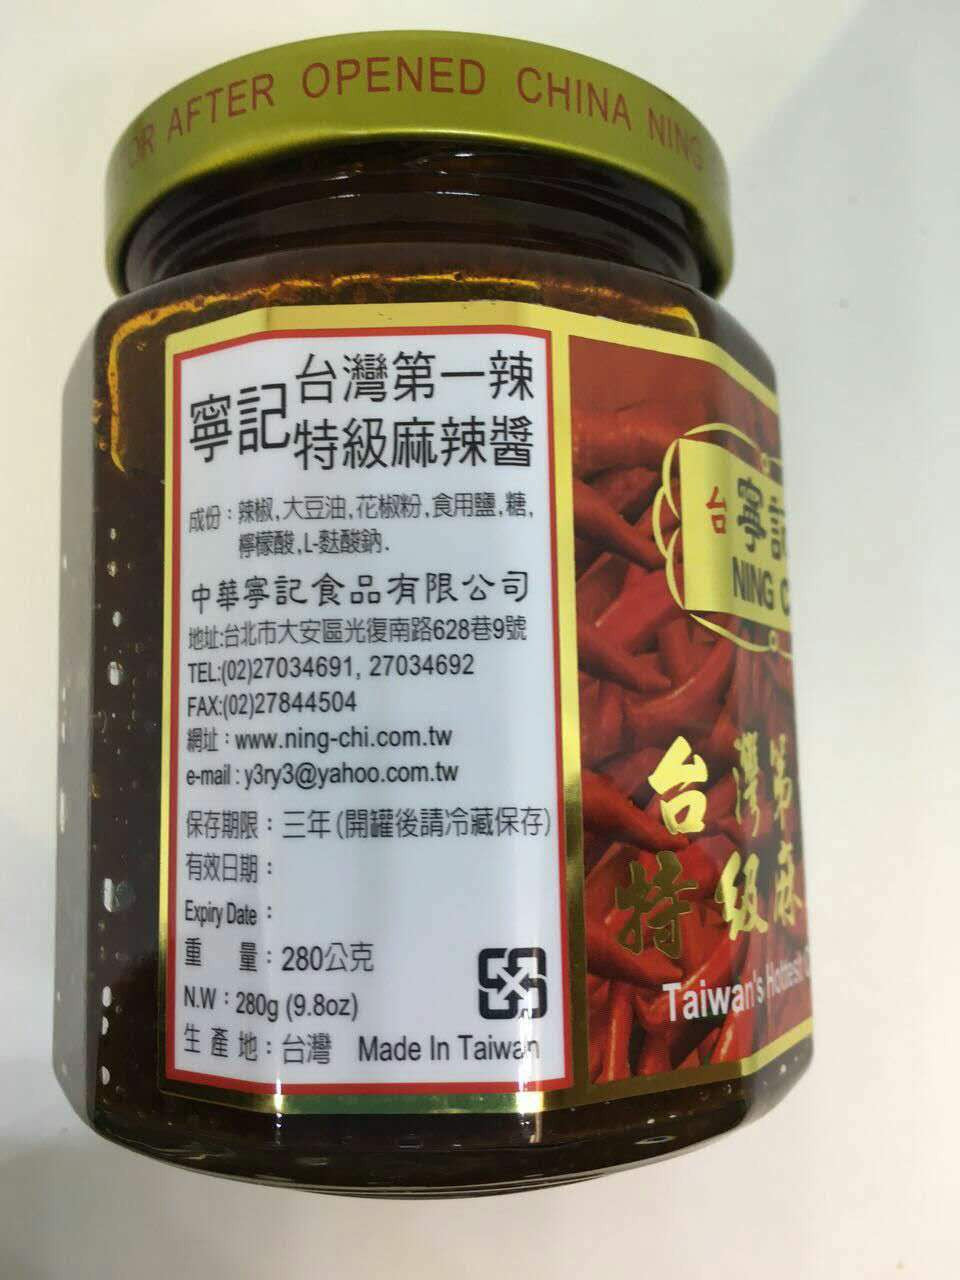 OR AFTER OPENED CHINA NING
寧記 台灣第一辣
特級麻辣醬
成份：辣椒,大豆油,花椒粉,食用鹽,糖,
檸檬酸,L-麩酸鈉.
中華寧記食品有限公司
地址:台北市大安區光復南路628巷9號
TEL:(02)27034691, 27034692
FAX:(02)27844504
網址：www.ning-chi.com.tw
e-mail : y3ry3@yahoo.com.tw
保存期限：三年(開罐後請冷藏保存)
有效日期：
Expiry Date：
重 量：280公克
N.W：280g (9.8oz)
生 產 地：台灣 Made In Taiwan
台 寧記
NING
台灣第
特級麻
Taiwan's Hottest